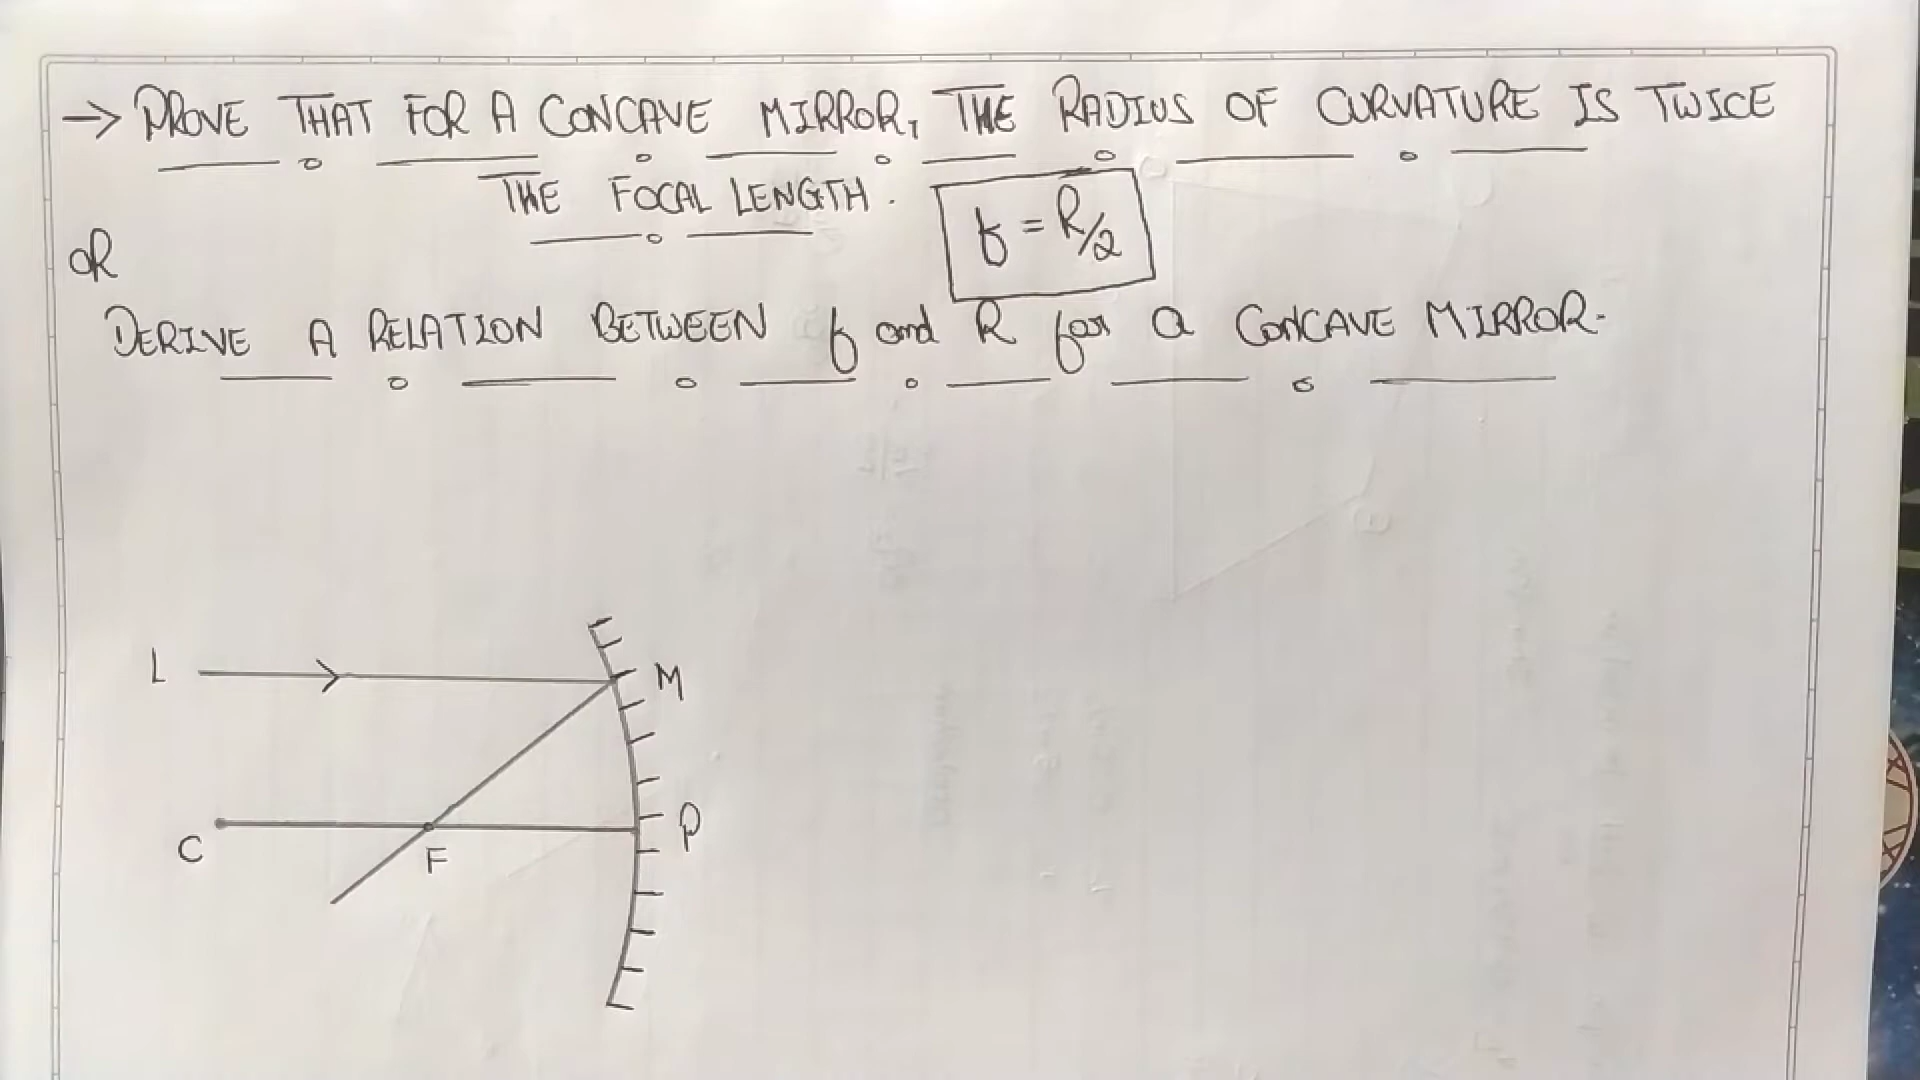 → PROVE THAT FOR A CONCAVE MIRROR, THE RADIUS OF CURVATURE IS TWICE
THE FOCAL LENGTH.
f = R/2
OR
DERIVE A RELATION BETWEEN f and R for a CONCAVE MIRROR.
L
M
C
F
P